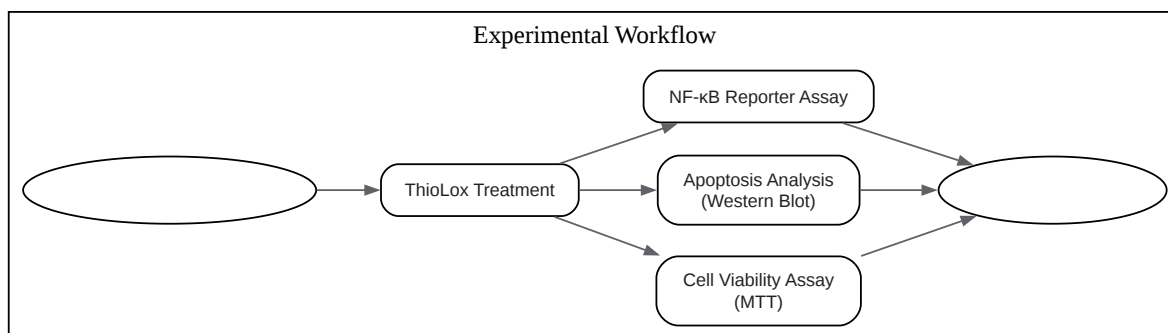 Experimental Workflow
NF-κB Reporter Assay
ThioLox Treatment
Apoptosis Analysis
(Western Blot)
Cell Viability Assay
(MTT)